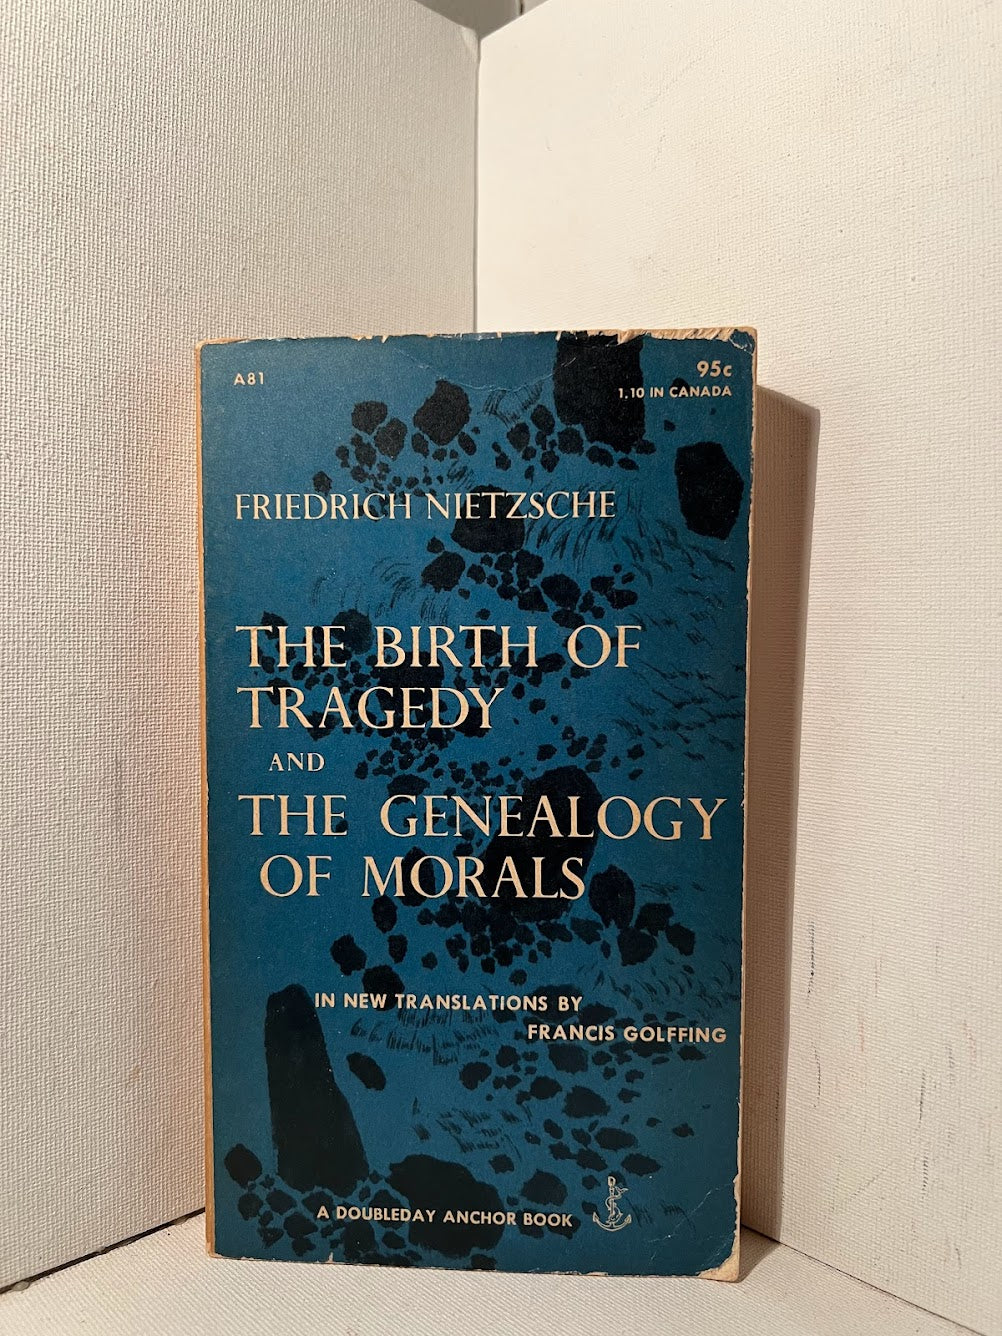 A81
95c
1.10 IN CANADA
FRIEDRICH NIETZSCHE
THE BIRTH OF
TRAGEDY
AND
THE GENEALOGY
OF MORALS
IN NEW TRANSLATIONS BY
FRANCIS GOLFFING
A DOUBLEDAY ANCHOR BOOK